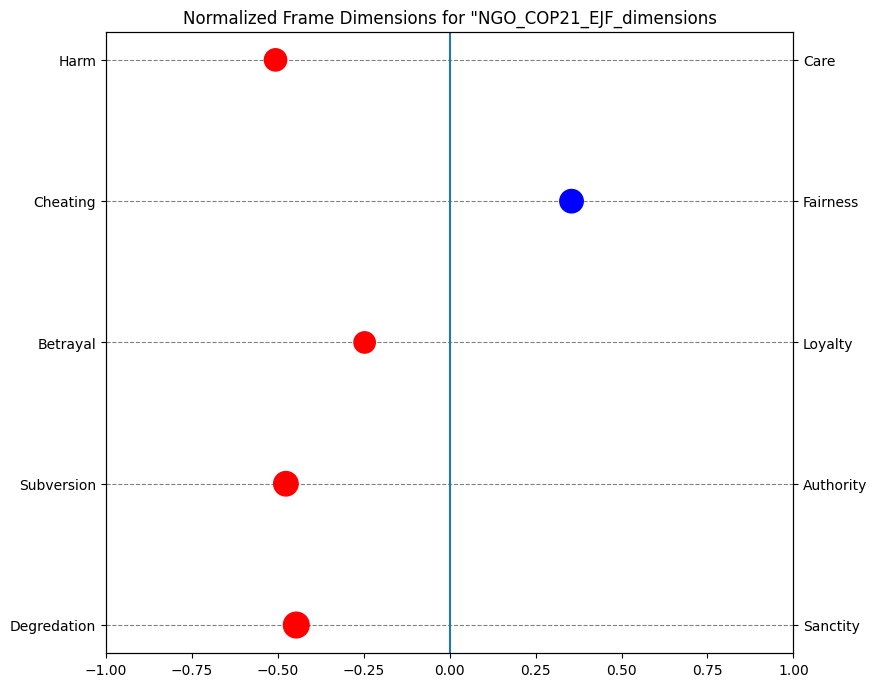 Normalized Frame Dimensions for "NGO_COP21_EJF_dimensions
Harm
Care
Cheating
Fairness
Betrayal
Loyalty
Subversion
Authority
Degredation
Sanctity
−1.00 −0.75 −0.50 −0.25 0.00 0.25 0.50 0.75 1.00